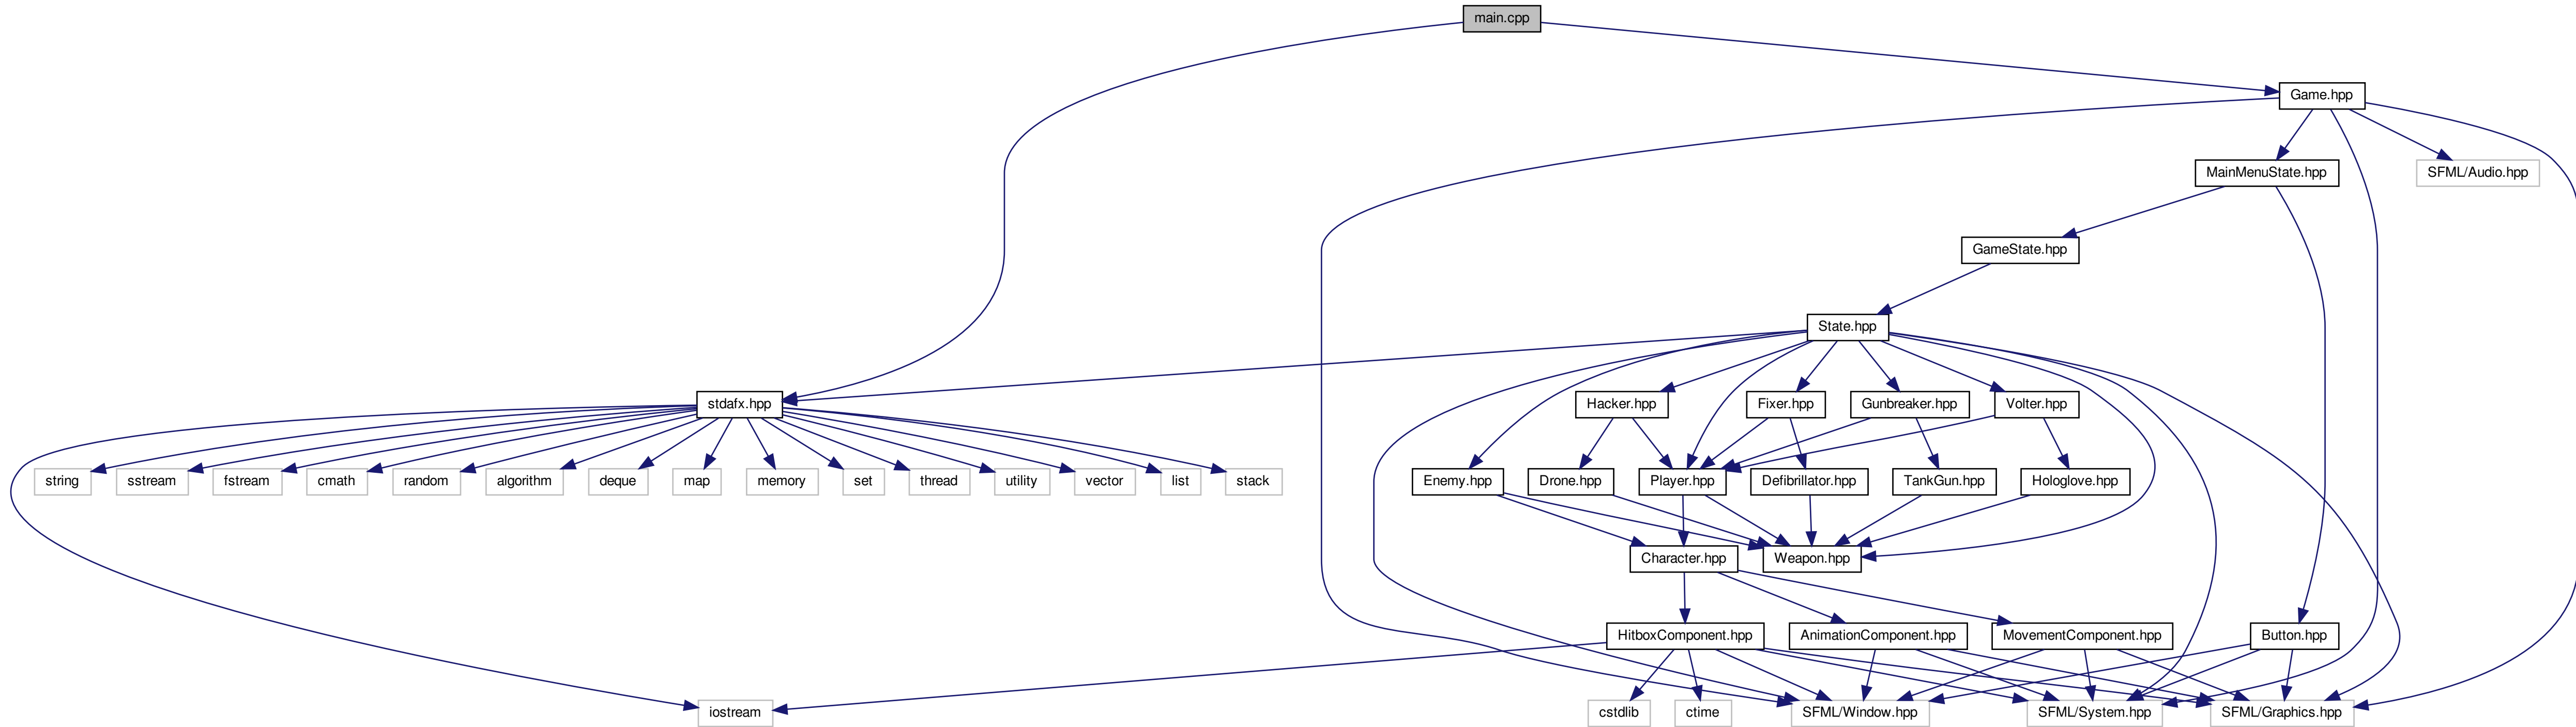 main.cpp
Game.hpp
MainMenuState.hpp
SFML/Audio.hpp
GameState.hpp
State.hpp
stdafx.hpp
Hacker.hpp
Fixer.hpp
Gunbreaker.hpp
Volter.hpp
string
sstream
fstream
cmath
random
algorithm
deque
map
memory
set
thread
utility
vector
list
stack
Enemy.hpp
Drone.hpp
Player.hpp
Defibrillator.hpp
TankGun.hpp
Hologlove.hpp
Character.hpp
Weapon.hpp
HitboxComponent.hpp
AnimationComponent.hpp
MovementComponent.hpp
Button.hpp
iostream
cstdlib
ctime
SFML/Window.hpp
SFML/System.hpp
SFML/Graphics.hpp